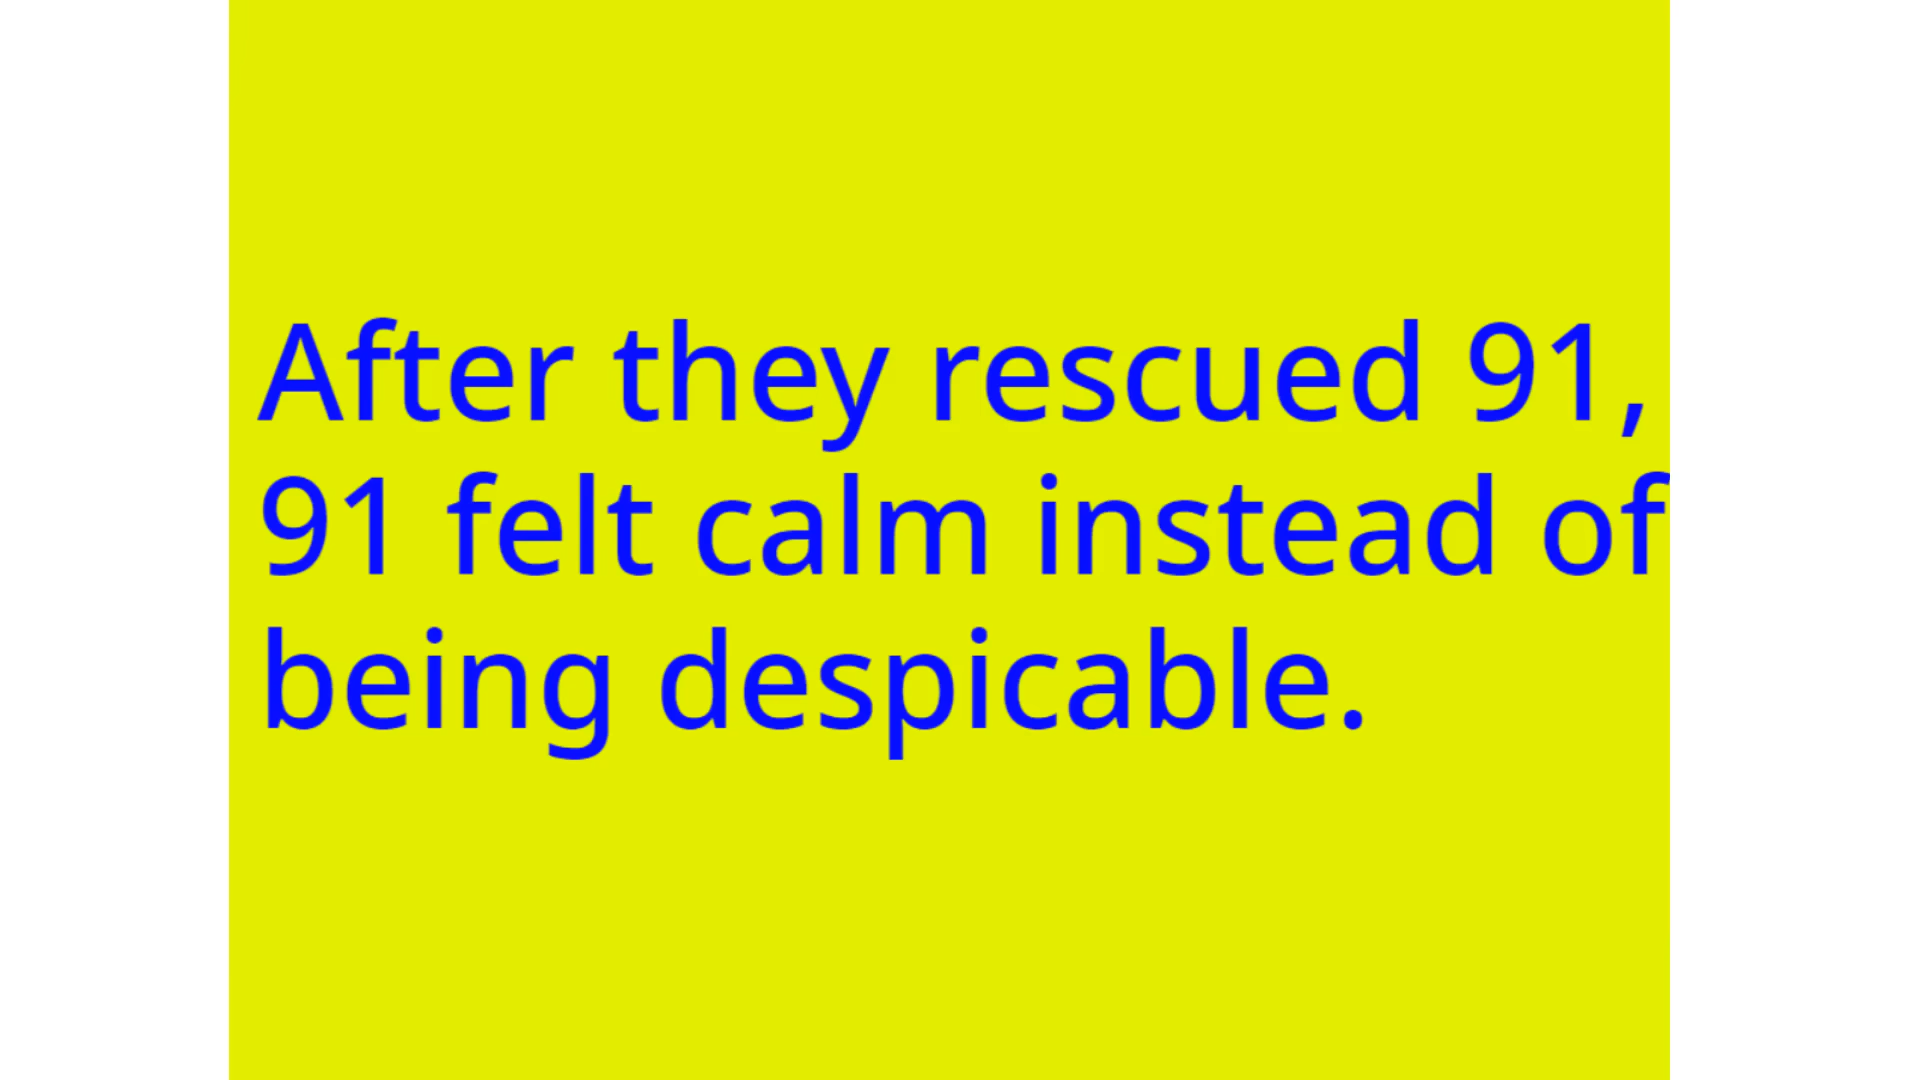 After they rescued 91,
91 felt calm instead of
being despicable.